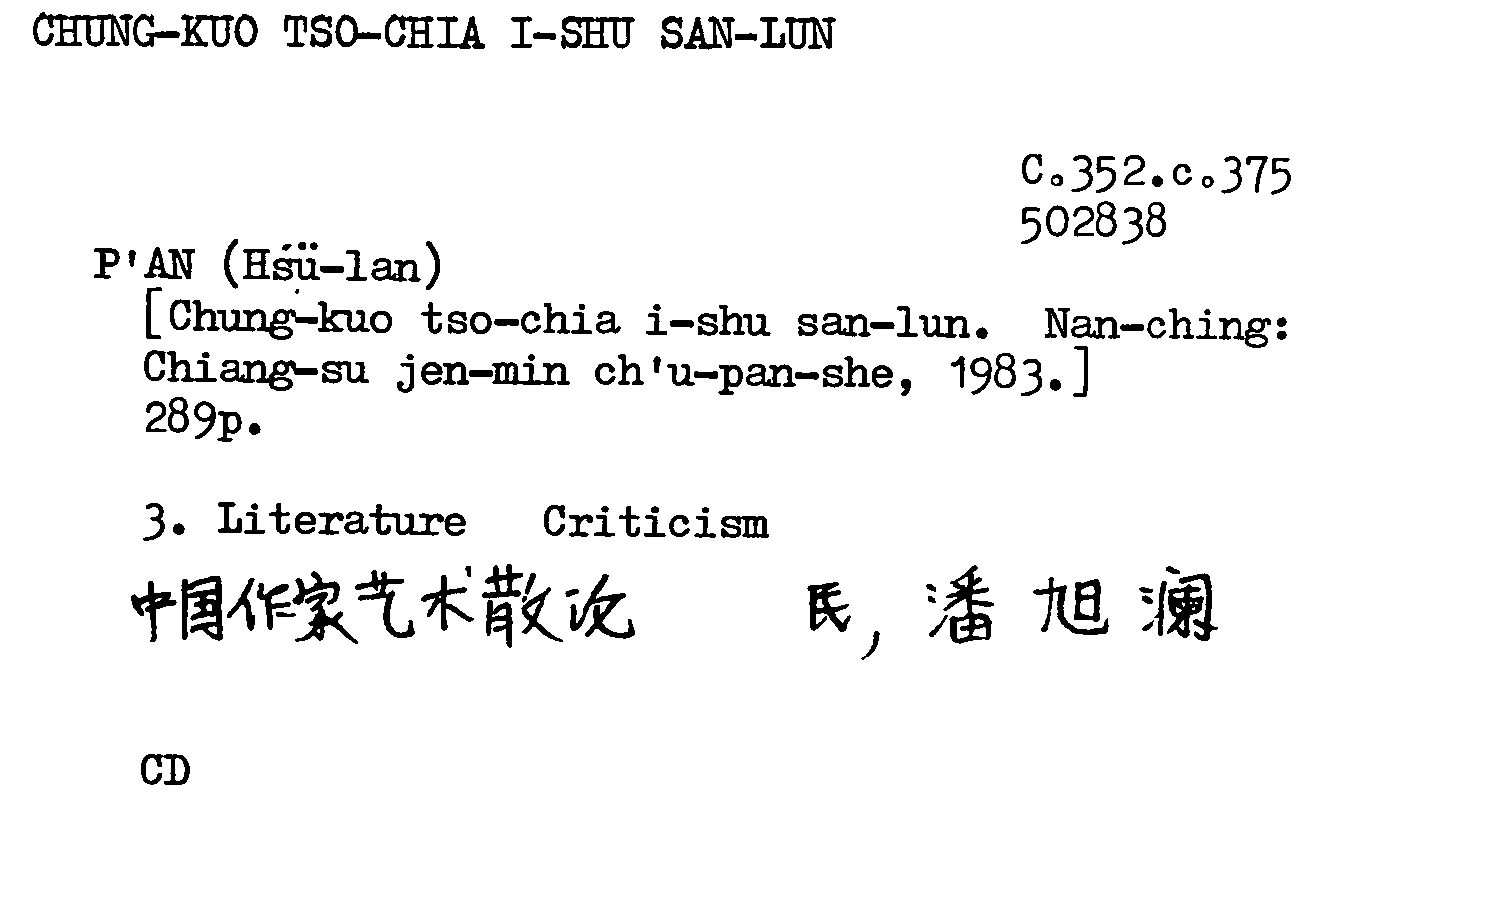 CHUNG-KUO TSO-CHIA I-SHU SAN-LUN
C.352.c.375
502838
P'AN (Hsü-lan)
[Chung-kuo tso-chia i-shu san-lun. Nan-ching:
Chiang-su jen-min ch'u-pan-she, 1983.]
289p.
3. Literature Criticism
中国作家艺术散论 民, 潘旭澜
CD